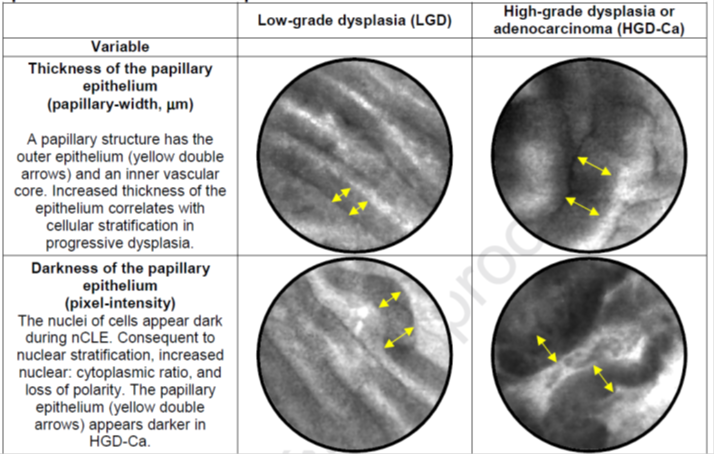 Low-grade dysplasia (LGD)
High-grade dysplasia or
adenocarcinoma (HGD-Ca)
Variable
Thickness of the papillary
epithelium
(papillary-width, μm)
A papillary structure has the
outer epithelium (yellow double
arrows) and an inner vascular
core. Increased thickness of the
epithelium correlates with
cellular stratification in
progressive dysplasia.
Darkness of the papillary
epithelium
(pixel-intensity)
The nuclei of cells appear dark
during nCLE. Consequent to
nuclear stratification, increased
nuclear: cytoplasmic ratio, and
loss of polarity. The papillary
epithelium (yellow double
arrows) appears darker in
HGD-Ca.